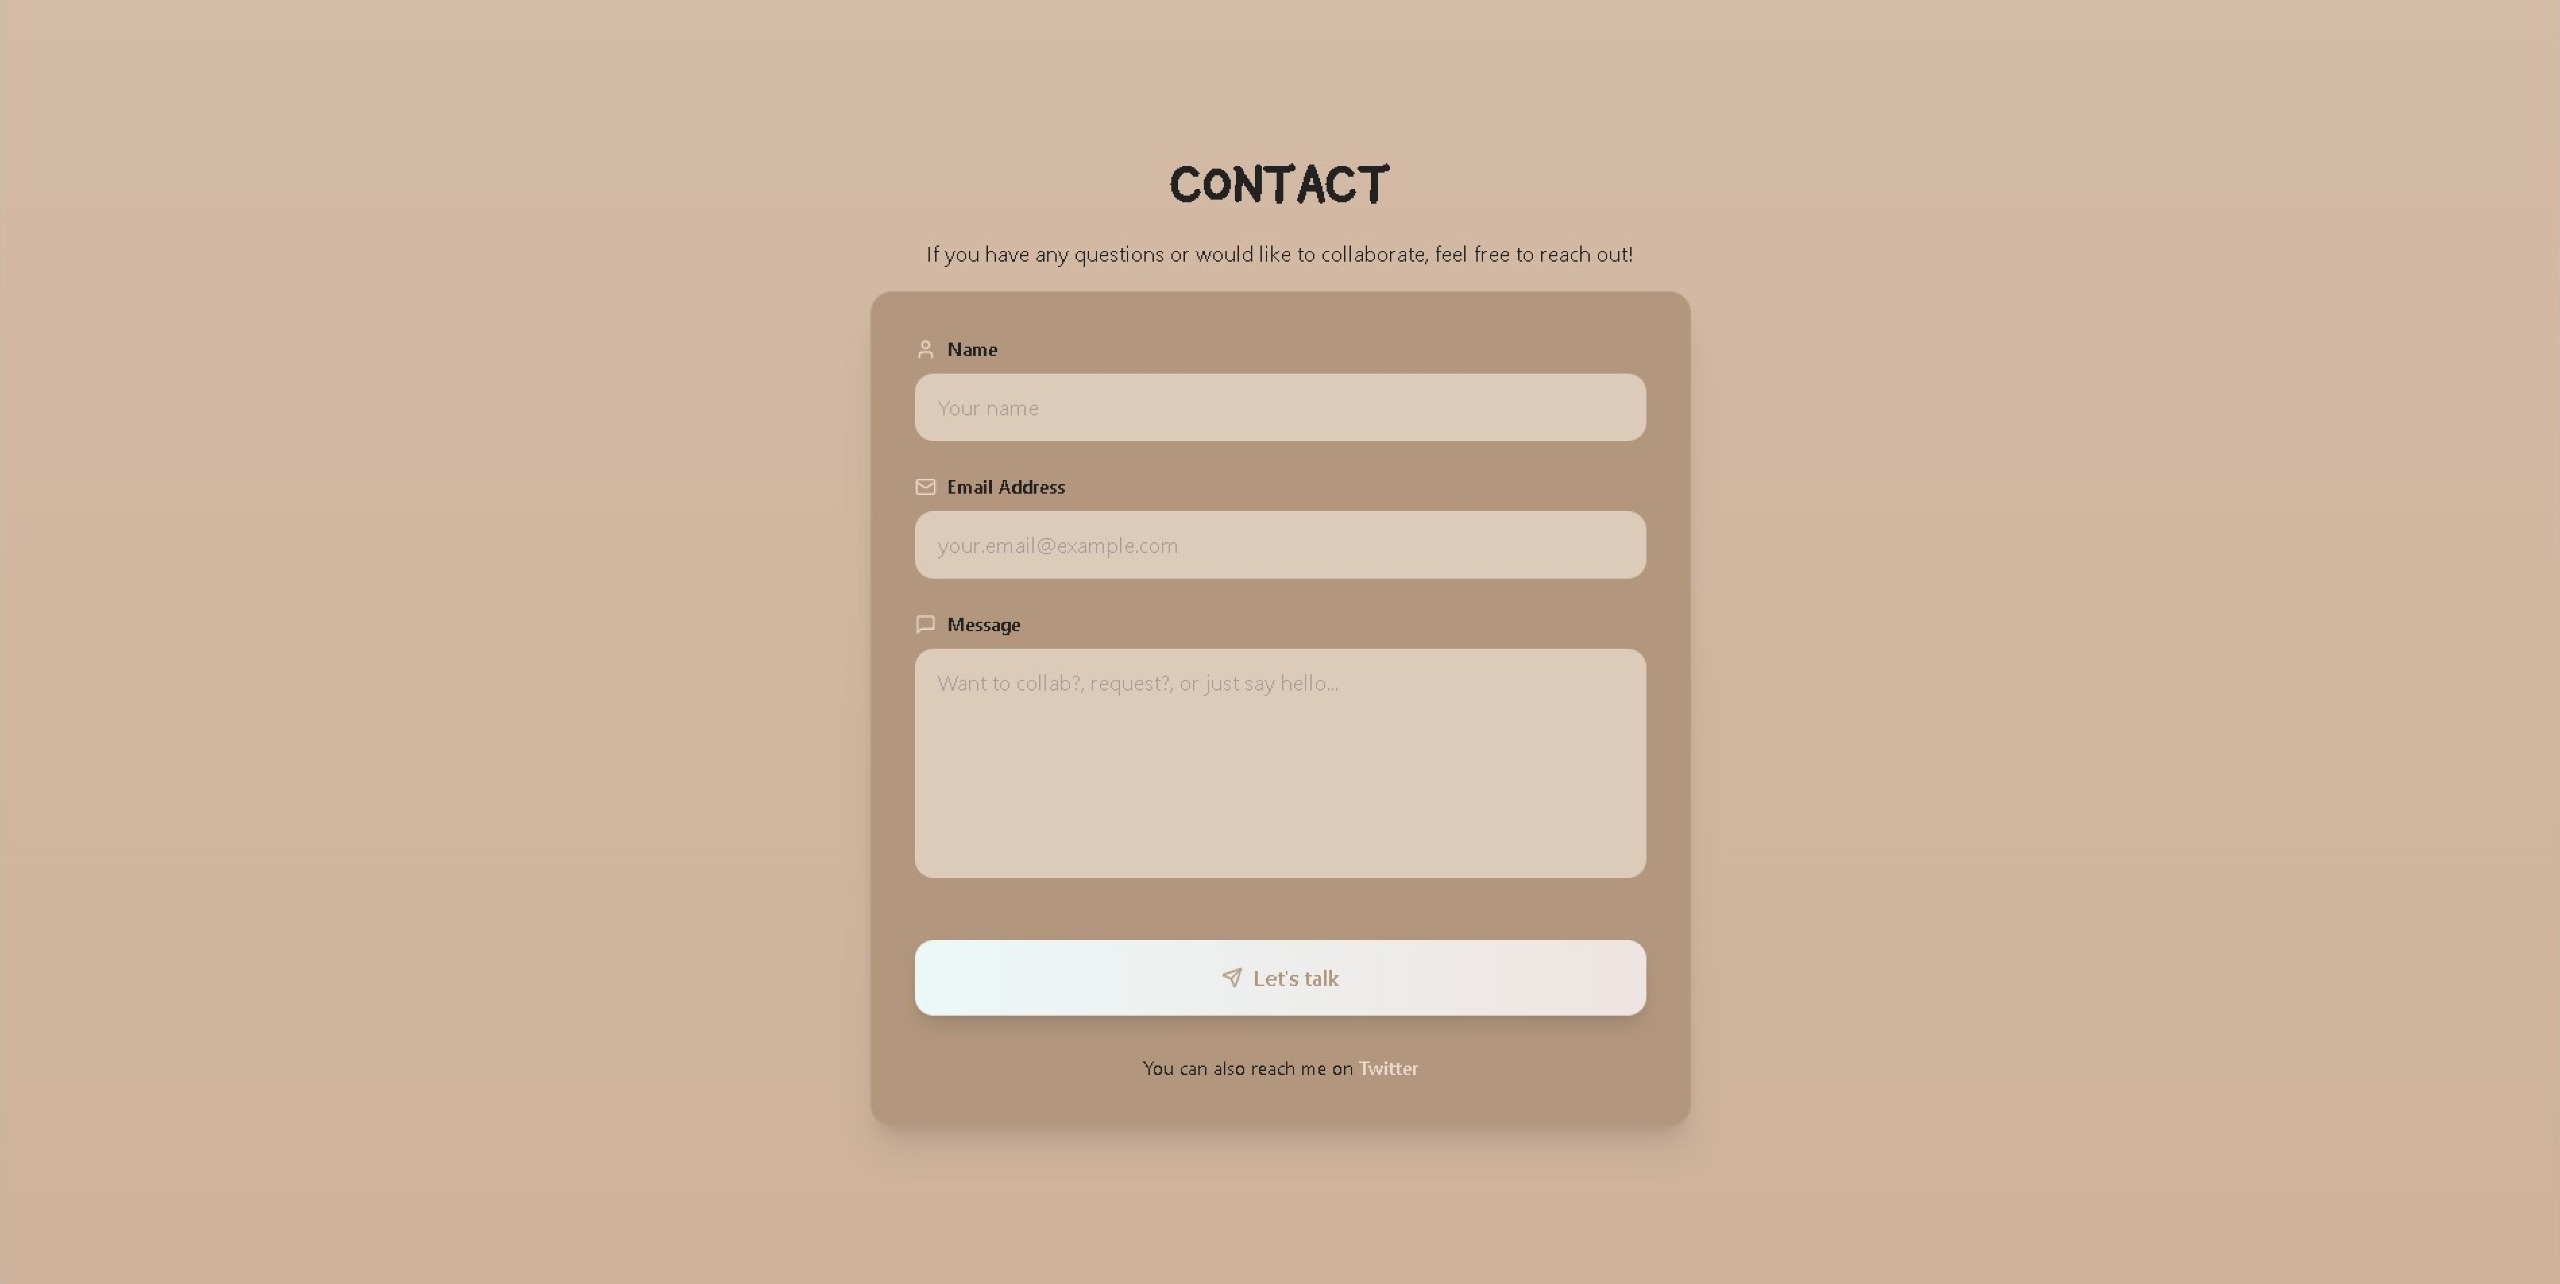 CONTACT
If you have any questions or would like to collaborate, feel free to reach out!
Name
Your name
Email Address
your.email@example.com
Message
Want to collab?, request?, or just say hello...
Let's talk
You can also reach me on Twitter